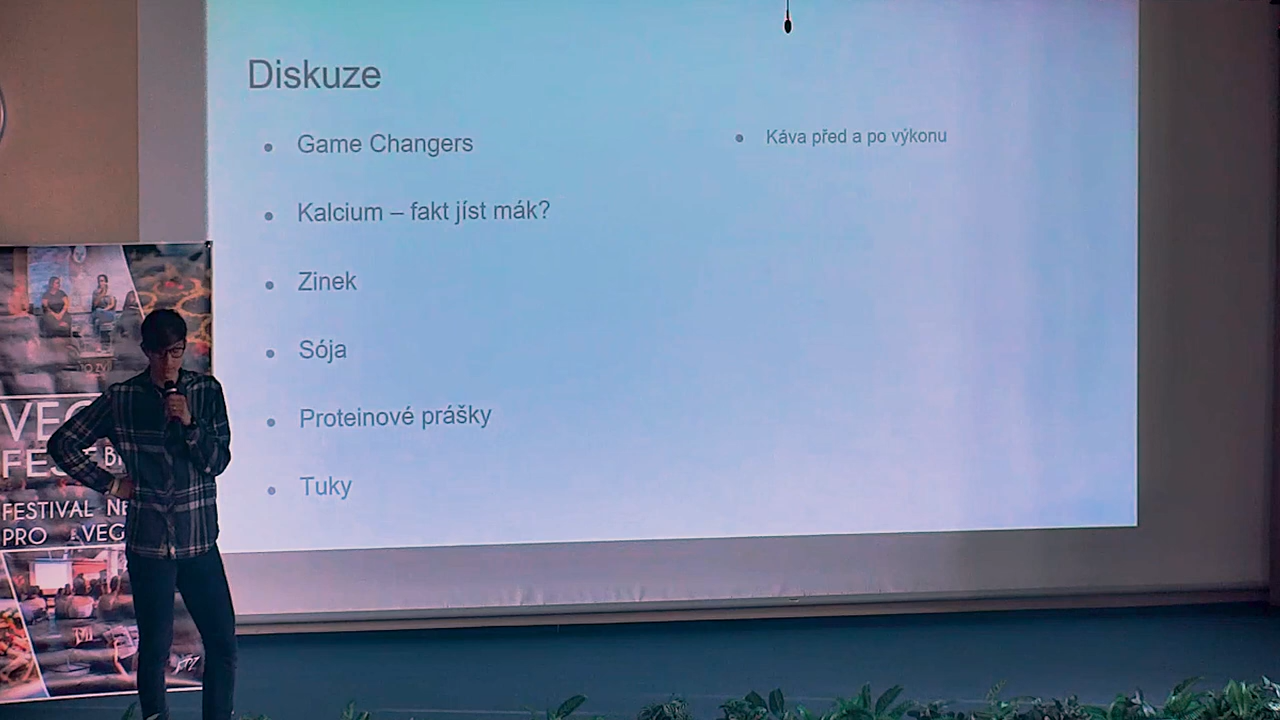 Diskuze
Game Changers
Kalcium – fakt jíst mák?
Zinek
Sója
Proteinové prášky
Tuky
Káva před a po výkonu
FESTIVAL
PRO